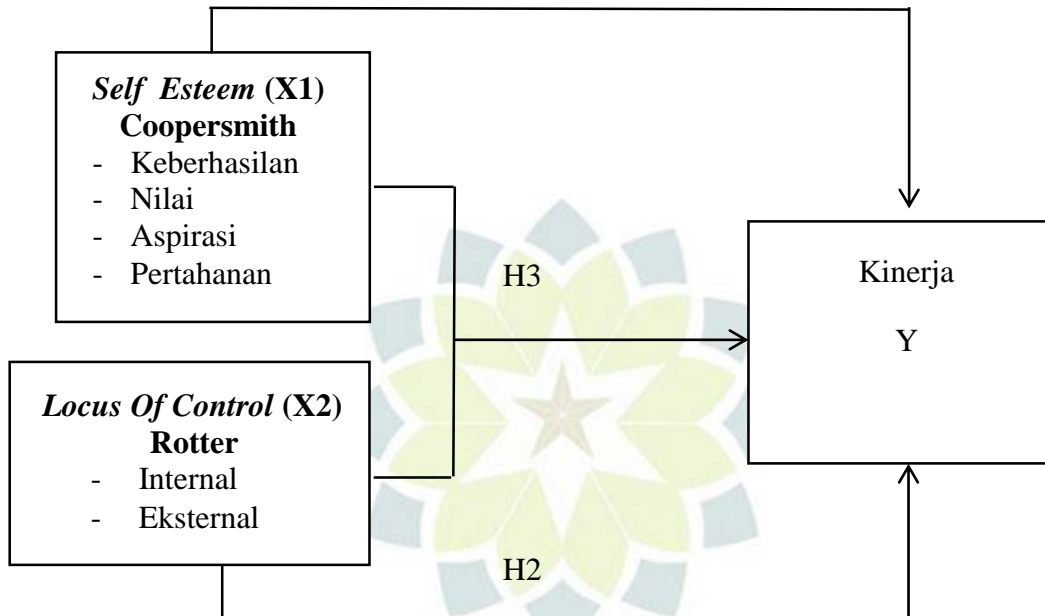 Self Esteem (X1)
Coopersmith
- Keberhasilan
- Nilai
- Aspirasi
- Pertahanan
H3
Kinerja
Y
Locus Of Control (X2)
Rotter
- Internal
- Eksternal
H2